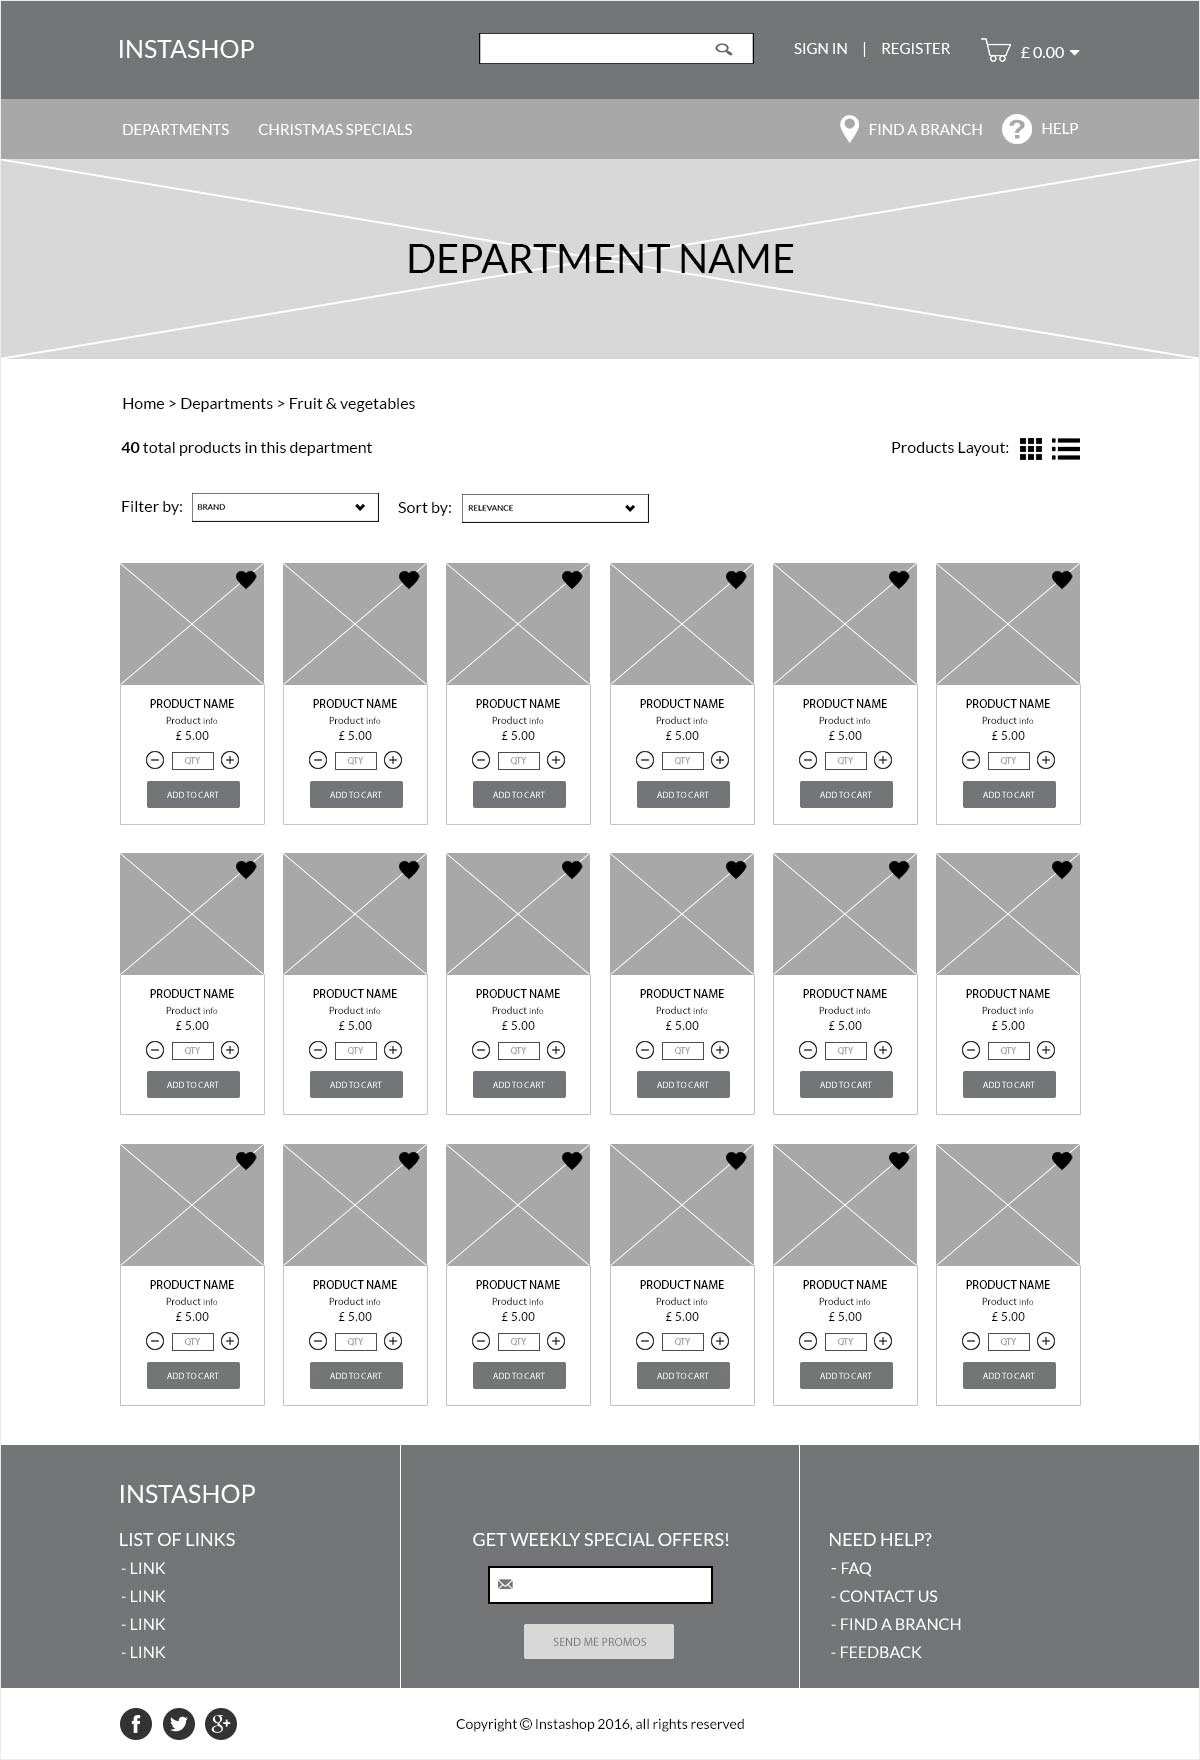 INSTASHOP
SIGN IN | REGISTER £ 0.00
DEPARTMENTS CHRISTMAS SPECIALS FIND A BRANCH ? HELP
DEPARTMENT NAME
Home > Departments > Fruit & vegetables
40 total products in this department Products Layout:
Filter by: BRAND Sort by: RELEVANCE
PRODUCT NAME PRODUCT NAME PRODUCT NAME PRODUCT NAME PRODUCT NAME PRODUCT NAME
Product info Product info Product info Product info Product info Product info
£ 5.00 £ 5.00 £ 5.00 £ 5.00 £ 5.00 £ 5.00
QTY QTY QTY QTY QTY QTY
ADD TO CART ADD TO CART ADD TO CART ADD TO CART ADD TO CART ADD TO CART
PRODUCT NAME PRODUCT NAME PRODUCT NAME PRODUCT NAME PRODUCT NAME PRODUCT NAME
Product info Product info Product info Product info Product info Product info
£ 5.00 £ 5.00 £ 5.00 £ 5.00 £ 5.00 £ 5.00
QTY QTY QTY QTY QTY QTY
ADD TO CART ADD TO CART ADD TO CART ADD TO CART ADD TO CART ADD TO CART
PRODUCT NAME PRODUCT NAME PRODUCT NAME PRODUCT NAME PRODUCT NAME PRODUCT NAME
Product info Product info Product info Product info Product info Product info
£ 5.00 £ 5.00 £ 5.00 £ 5.00 £ 5.00 £ 5.00
QTY QTY QTY QTY QTY QTY
ADD TO CART ADD TO CART ADD TO CART ADD TO CART ADD TO CART ADD TO CART
INSTASHOP
LIST OF LINKS
- LINK
- LINK
- LINK
- LINK
GET WEEKLY SPECIAL OFFERS!
SEND ME PROMOS
NEED HELP?
- FAQ
- CONTACT US
- FIND A BRANCH
- FEEDBACK
f g+ Copyright © Instashop 2016, all rights reserved